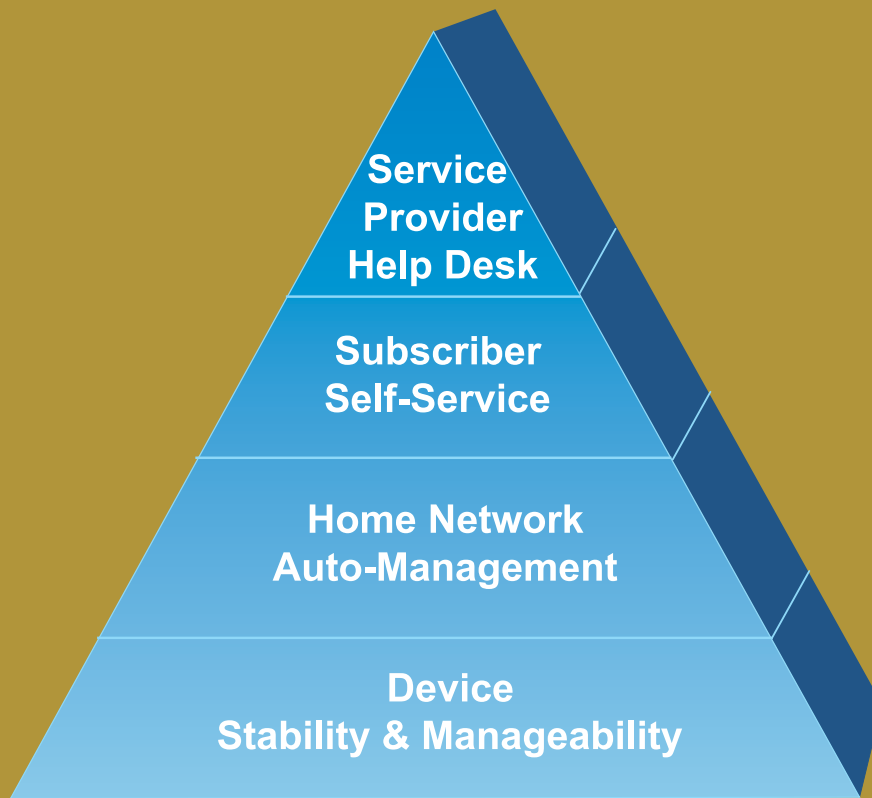 Service
Provider
Help Desk
Subscriber
Self-Service
Home Network
Auto-Management
Device
Stability & Manageability